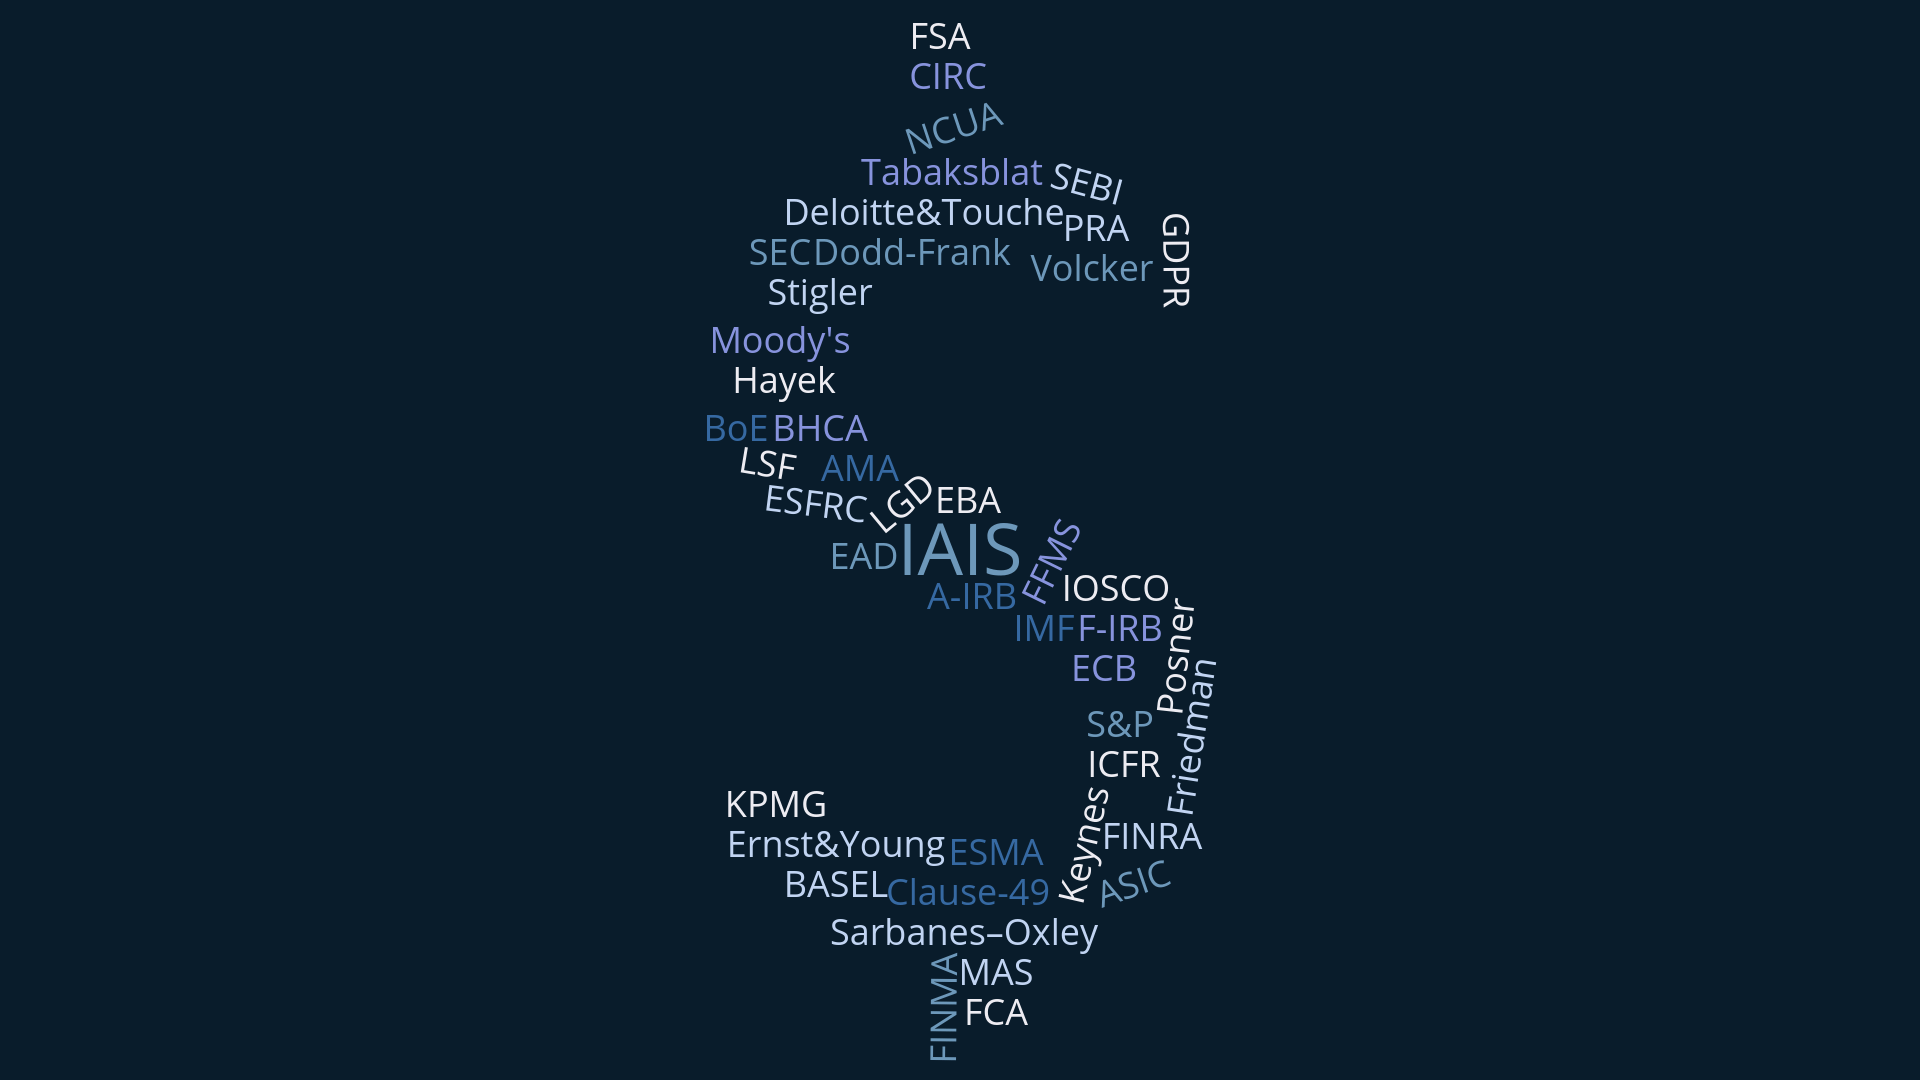 FSA
CIRC
NCUA
Tabaksblat
SEBI
Deloitte&Touche
PRA
GDPR
SEC
Dodd-Frank
Volcker
Stigler
Moody's
Hayek
BoE
BHCA
LSF
AMA
ESFRC
LGD
EBA
EAD
IAIS
FFMS
A-IRB
IOSCO
IMF
F-IRB
Posner
ECB
Friedman
S&P
ICFR
KPMG
Keynes
FINRA
Ernst&Young
ESMA
BASEL
Clause-49
ASIC
Sarbanes–Oxley
FINMA
MAS
FCA